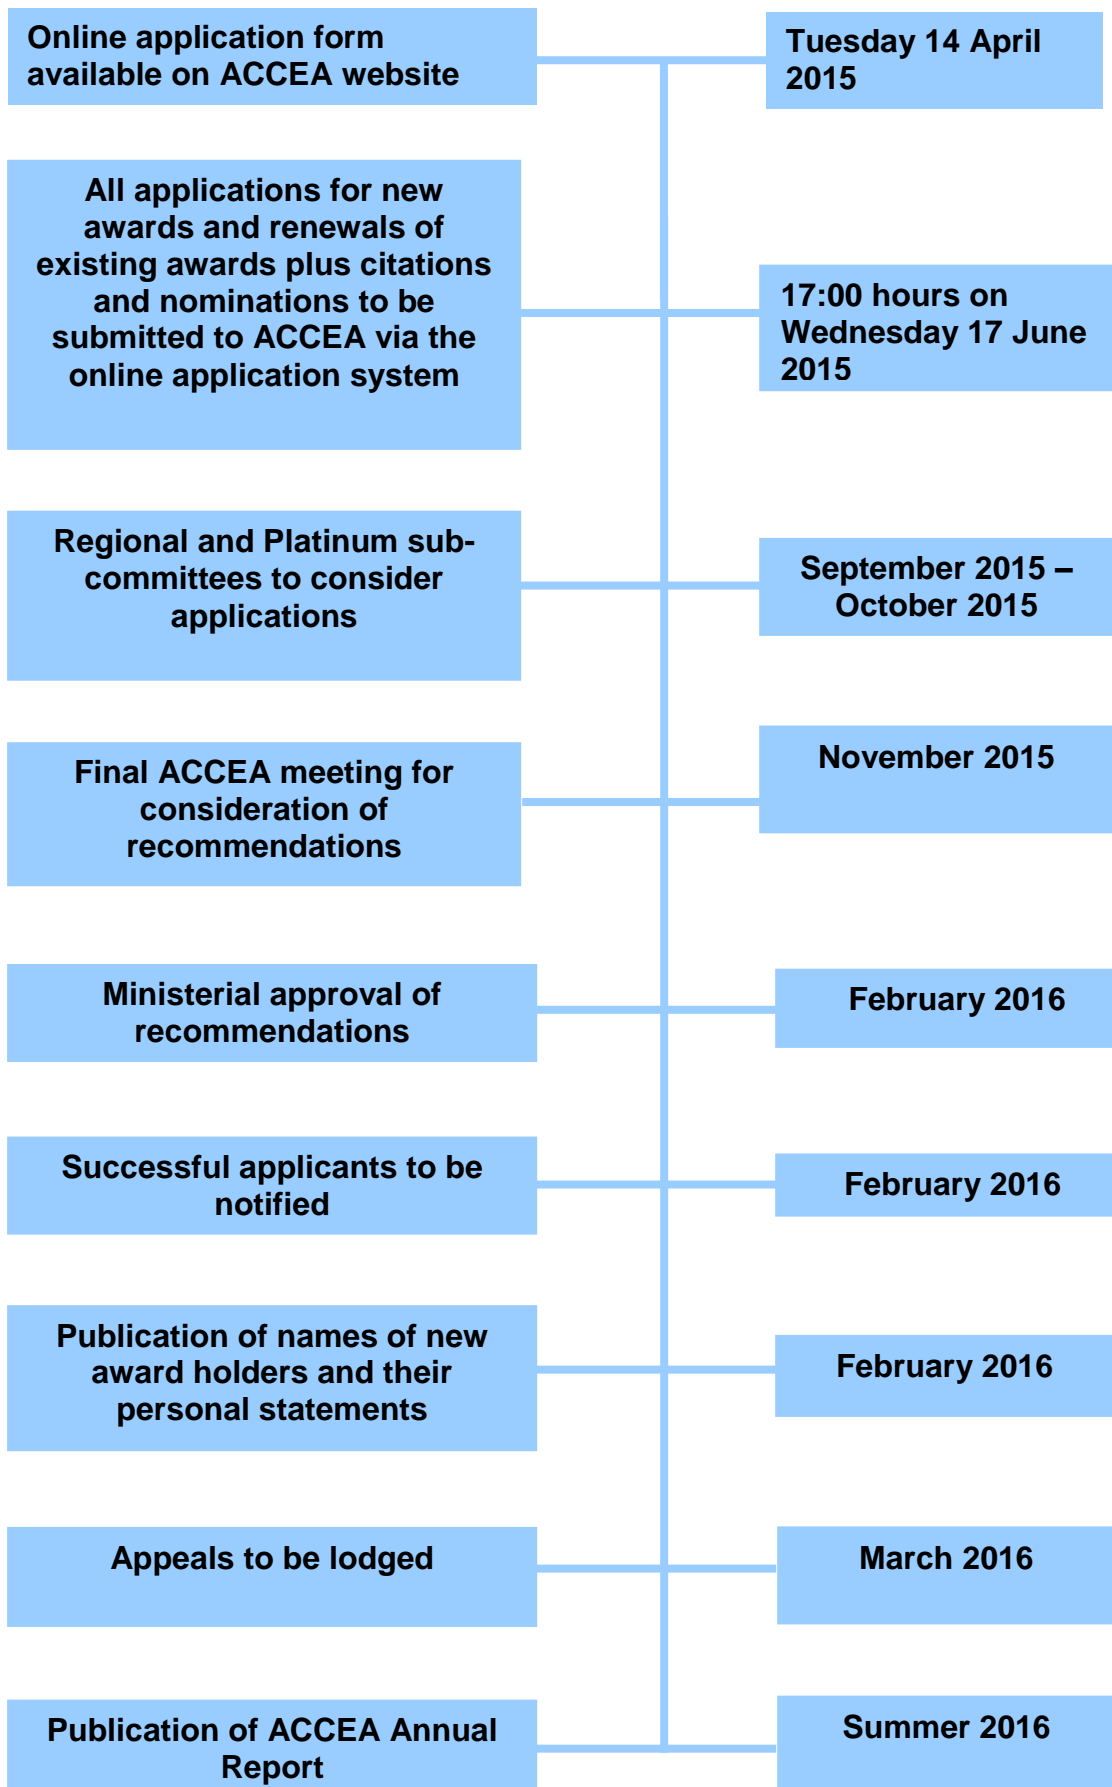 Online application form
available on ACCEA website
Tuesday 14 April
2015
All applications for new
awards and renewals of
existing awards plus citations
and nominations to be
submitted to ACCEA via the
online application system
17:00 hours on
Wednesday 17 June
2015
Regional and Platinum sub-
committees to consider
applications
September 2015 –
October 2015
Final ACCEA meeting for
consideration of
recommendations
November 2015
Ministerial approval of
recommendations
February 2016
Successful applicants to be
notified
February 2016
Publication of names of new
award holders and their
personal statements
February 2016
Appeals to be lodged
March 2016
Publication of ACCEA Annual
Report
Summer 2016